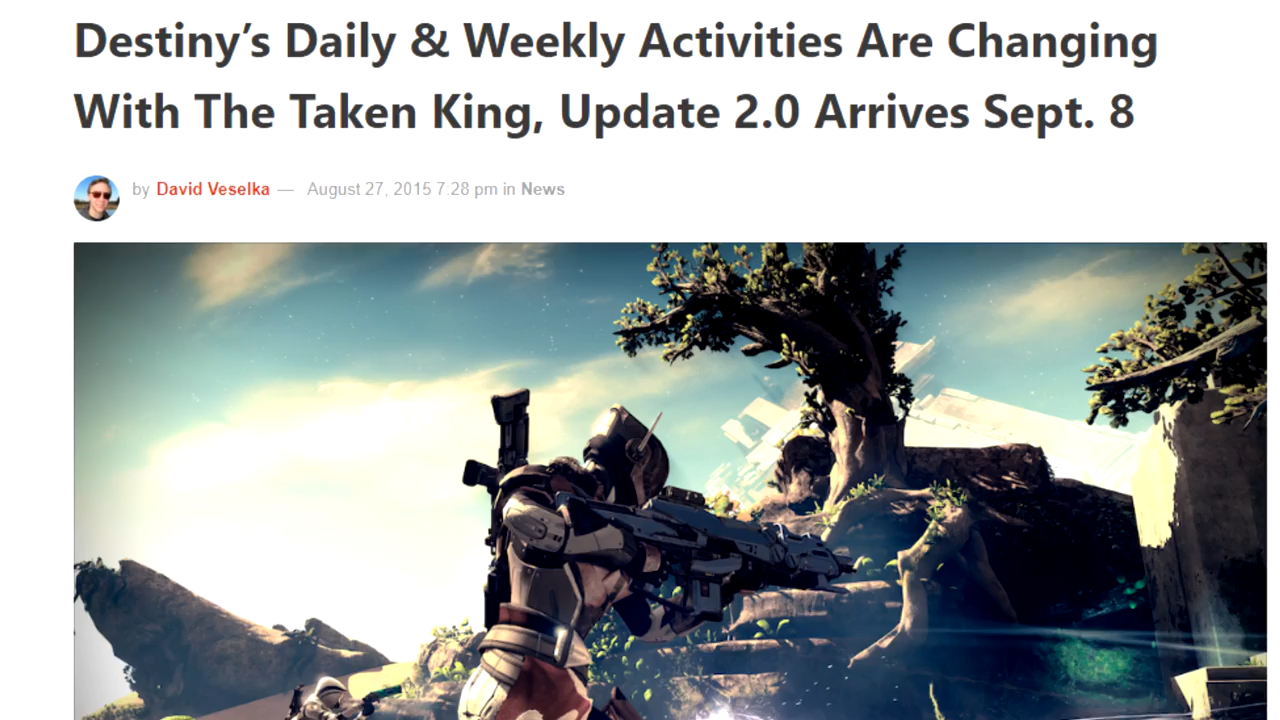 Destiny’s Daily & Weekly Activities Are Changing
With The Taken King, Update 2.0 Arrives Sept. 8
by David Veselka — August 27, 2015 7:28 pm in News